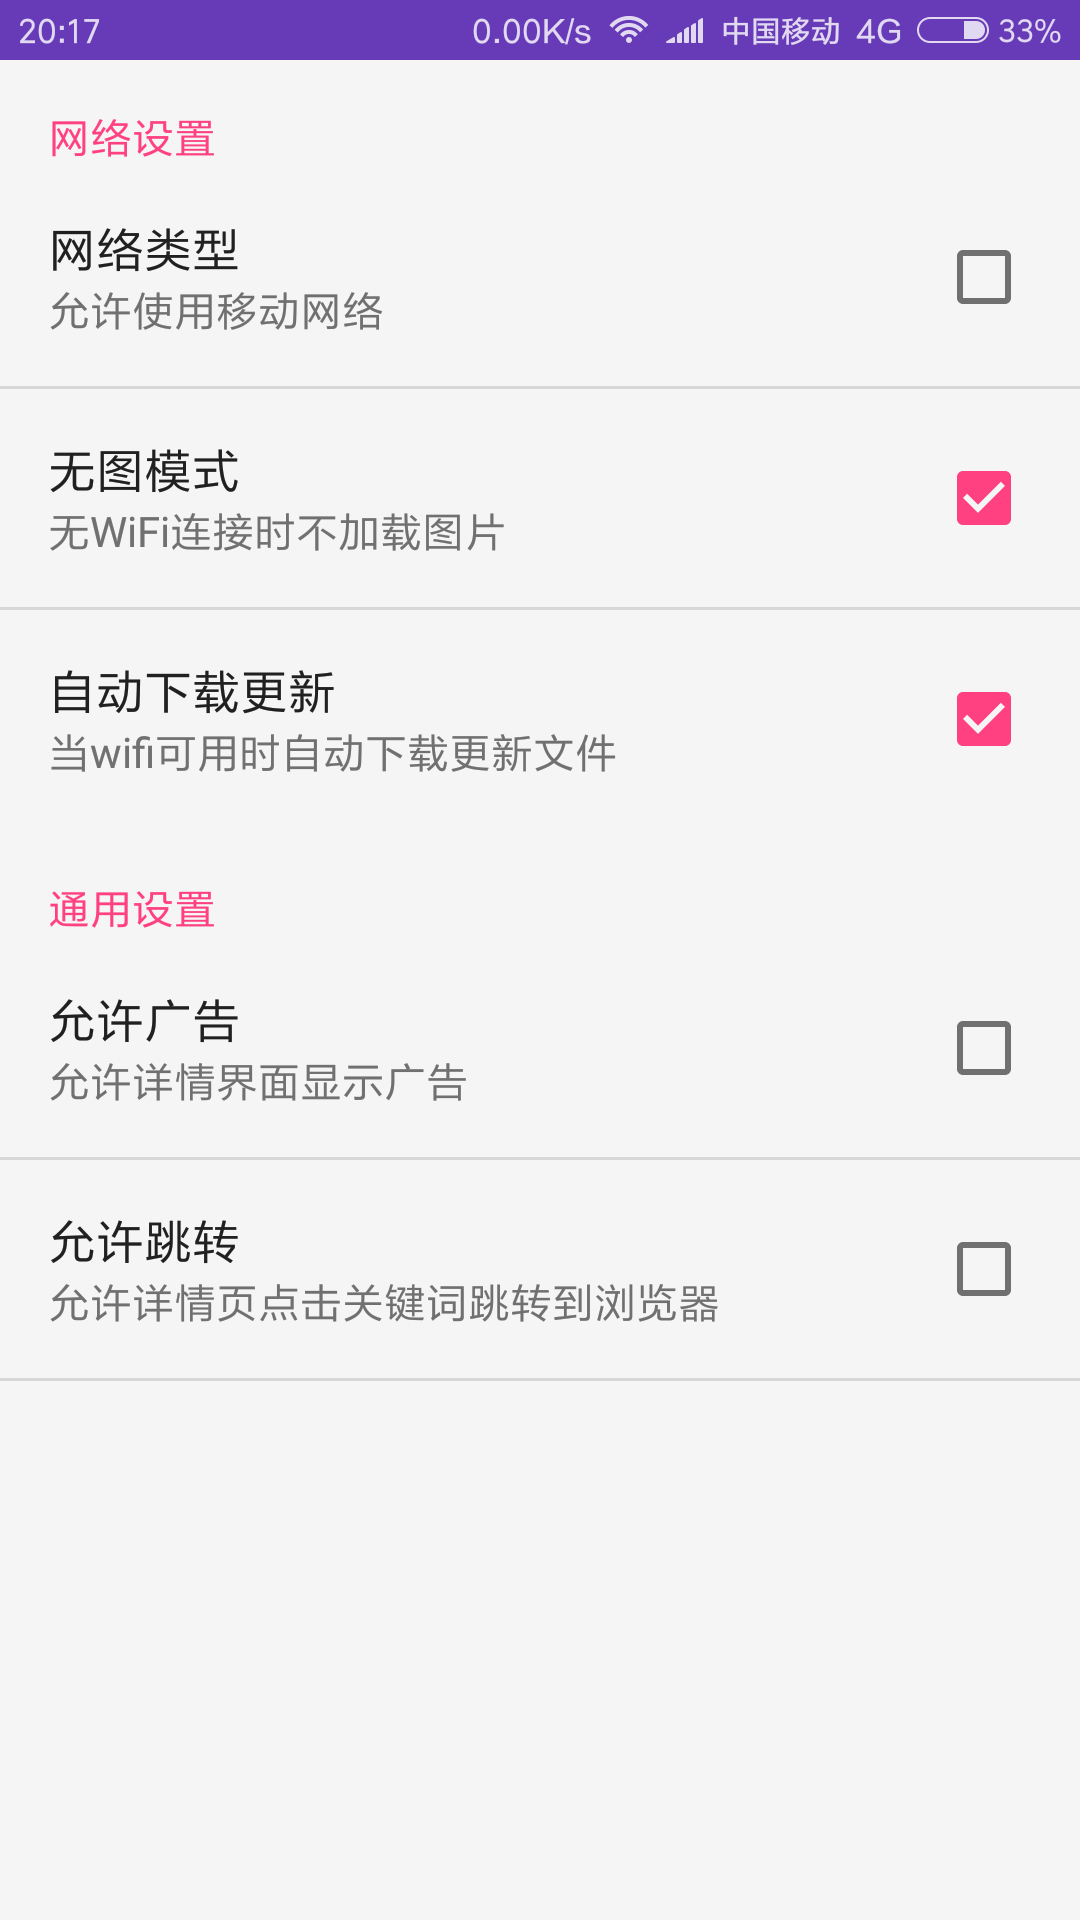 20:17 0.00K/s 中国移动 4G 33%
网络设置
网络类型
允许使用移动网络
无图模式
无WiFi连接时不加载图片
自动下载更新
当wifi可用时自动下载更新文件
通用设置
允许广告
允许详情界面显示广告
允许跳转
允许详情页点击关键词跳转到浏览器